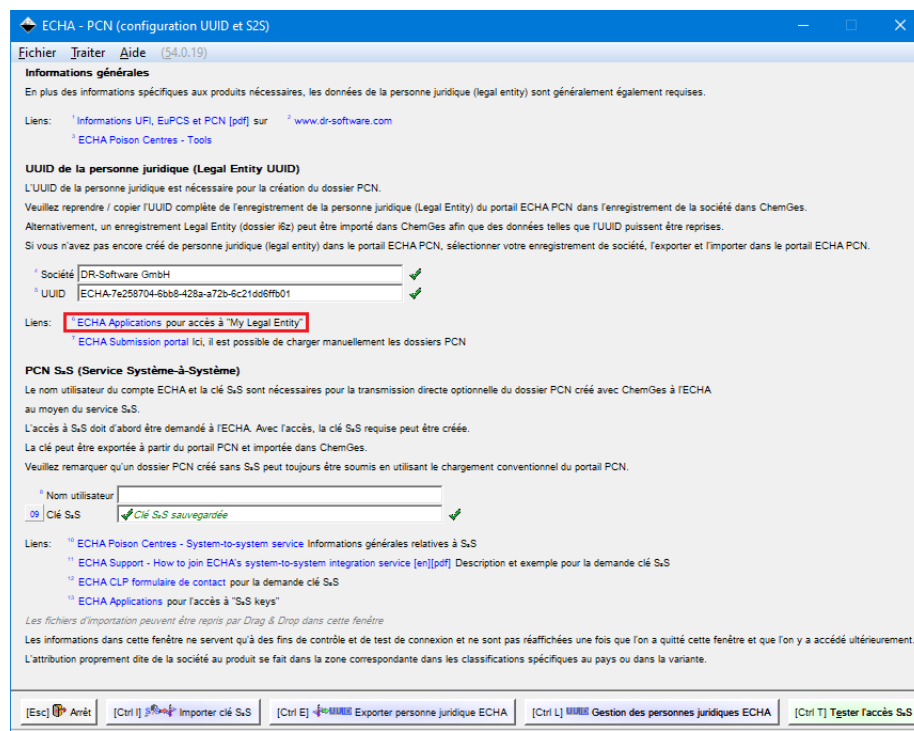 ECHA - PCN (configuration UUID et S2S)
Fichier Traiter Aide (54.0.19)
Informations générales
En plus des informations spécifiques aux produits nécessaires, les données de la personne juridique (legal entity) sont généralement également requises.
Liens: ¹ Informations UFI, EuPCS et PCN [pdf] sur ² www.dr-software.com
³ ECHA Poison Centres - Tools
UUID de la personne juridique (Legal Entity UUID)
L'UUID de la personne juridique est nécessaire pour la création du dossier PCN.
Veuillez reprendre / copier l'UUID complète de l'enregistrement de la personne juridique (Legal Entity) du portail ECHA PCN dans l'enregistrement de la société dans ChemGes.
Alternativement, un enregistrement Legal Entity (dossier i6z) peut être importé dans ChemGes afin que des données telles que l'UUID puissent être reprises.
Si vous n'avez pas encore créé de personne juridique (legal entity) dans le portail ECHA PCN, sélectionner votre enregistrement de société, l'exporter et l'importer dans le portail ECHA PCN.
⁴ Société DR-Software GmbH
⁵ UUID ECHA-7e258704-6bb8-428a-a72b-6c21dd6ffb01
Liens: ⁶ ECHA Applications pour accès à "My Legal Entity"
⁷ ECHA Submission portal Ici, il est possible de charger manuellement les dossiers PCN
PCN S₂S (Service Système-à-Système)
Le nom utilisateur du compte ECHA et la clé S₂S sont nécessaires pour la transmission directe optionnelle du dossier PCN créé avec ChemGes à l'ECHA
au moyen du service S₂S.
L'accès à S₂S doit d'abord être demandé à l'ECHA. Avec l'accès, la clé S₂S requise peut être créée.
La clé peut être exportée à partir du portail PCN et importée dans ChemGes.
Veuillez remarquer qu'un dossier PCN créé sans S₂S peut toujours être soumis en utilisant le chargement conventionnel du portail PCN.
⁸ Nom utilisateur
09 Clé S₂S Clé S₂S sauvegardée
Liens: ¹⁰ ECHA Poison Centres - System-to-system service Informations générales relatives à S₂S
¹¹ ECHA Support - How to join ECHA's system-to-system integration service [en][pdf] Description et exemple pour la demande clé S₂S
¹² ECHA CLP formulaire de contact pour la demande clé S₂S
¹³ ECHA Applications pour l'accès à "S₂S keys"
Les fichiers d'importation peuvent être repris par Drag & Drop dans cette fenêtre
Les informations dans cette fenêtre ne servent qu'à des fins de contrôle et de test de connexion et ne sont pas réaffichées une fois que l'on a quitté cette fenêtre et que l'on y a accédé ultérieurement.
L'attribution proprement dite de la société au produit se fait dans la zone correspondante dans les classifications spécifiques au pays ou dans la variante.
[Esc] Arrêt [Ctrl I] Importer clé S₂S [Ctrl E] UUID Exporter personne juridique ECHA [Ctrl L] UUID Gestion des personnes juridiques ECHA [Ctrl T] Tester l'accès S₂S